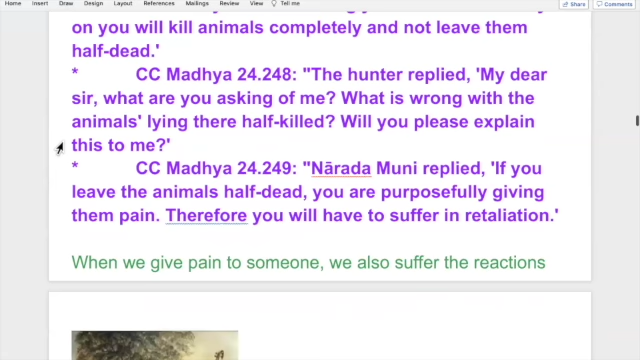 Home Insert Draw Design Layout References Mailings Review View Tell me Share Comments
on you will kill animals completely and not leave them
half-dead.'
* CC Madhya 24.248: "The hunter replied, 'My dear
sir, what are you asking of me? What is wrong with the
animals' lying there half-killed? Will you please explain
this to me?'
* CC Madhya 24.249: "Nārada Muni replied, 'If you
leave the animals half-dead, you are purposefully giving
them pain. Therefore you will have to suffer in retaliation.'
When we give pain to someone, we also suffer the reactions